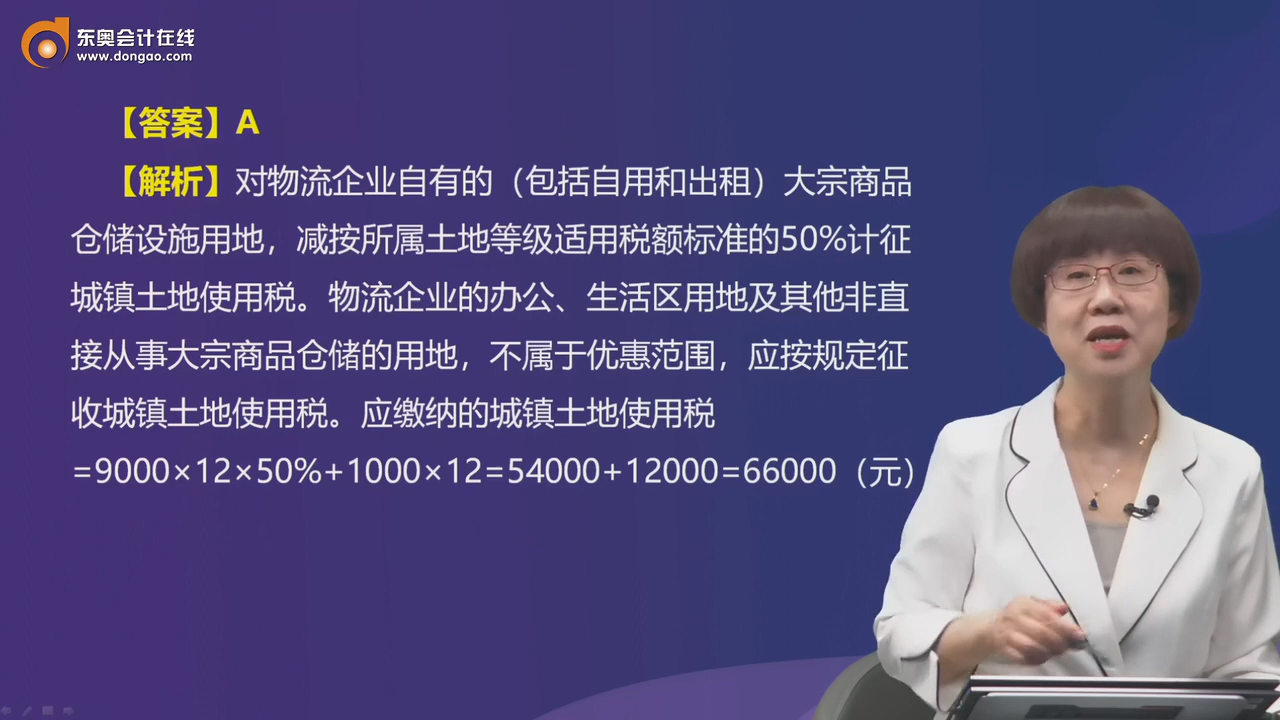 东奥会计在线
www.dongao.com
【答案】A
【解析】对物流企业自有的（包括自用和出租）大宗商品
仓储设施用地，减按所属土地等级适用税额标准的50%计征
城镇土地使用税。物流企业的办公、生活区用地及其他非直
接从事大宗商品仓储的用地，不属于优惠范围，应按规定征
收城镇土地使用税。应缴纳的城镇土地使用税
=9000×12×50%+1000×12=54000+12000=66000（元）